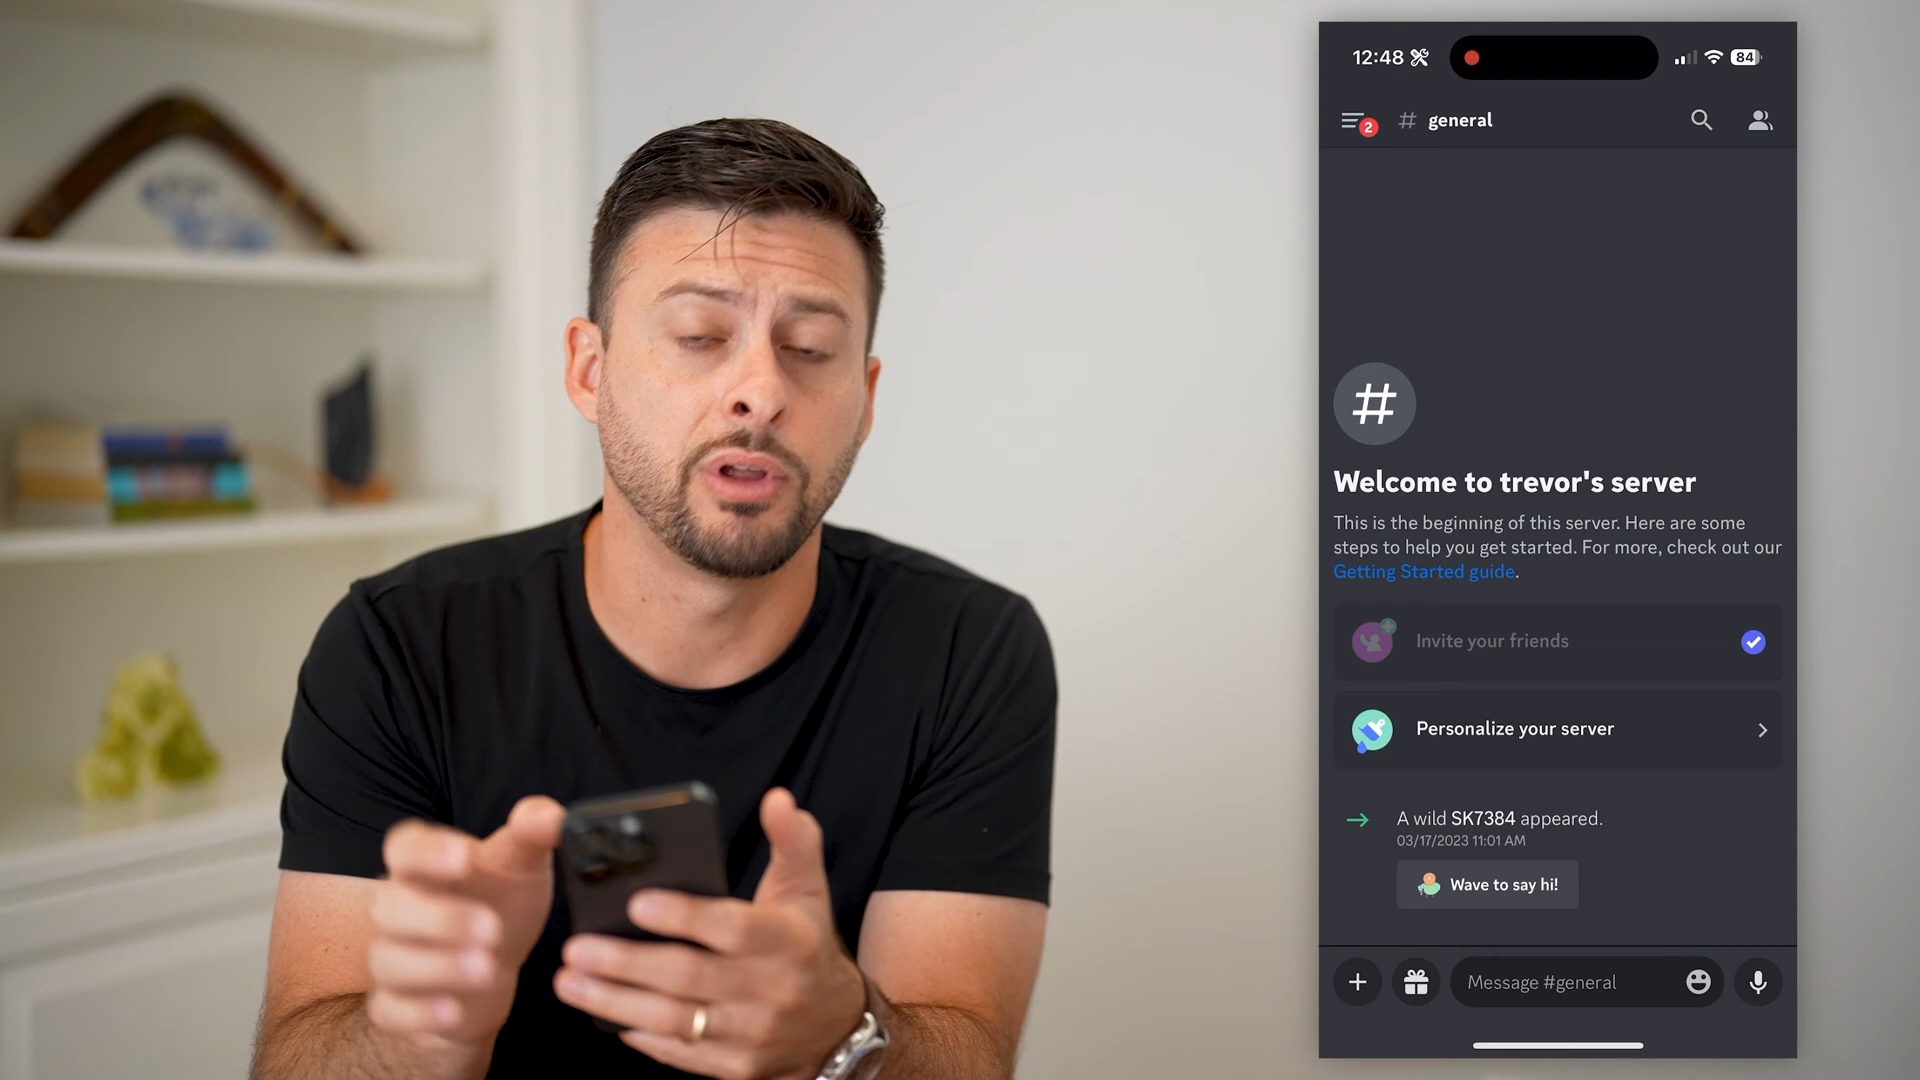 12:48
84
2
# general
#
Welcome to trevor's server
This is the beginning of this server. Here are some
steps to help you get started. For more, check out our
Getting Started guide.
Invite your friends
Personalize your server
A wild SK7384 appeared.
03/17/2023 11:01 AM
Wave to say hi!
Message #general